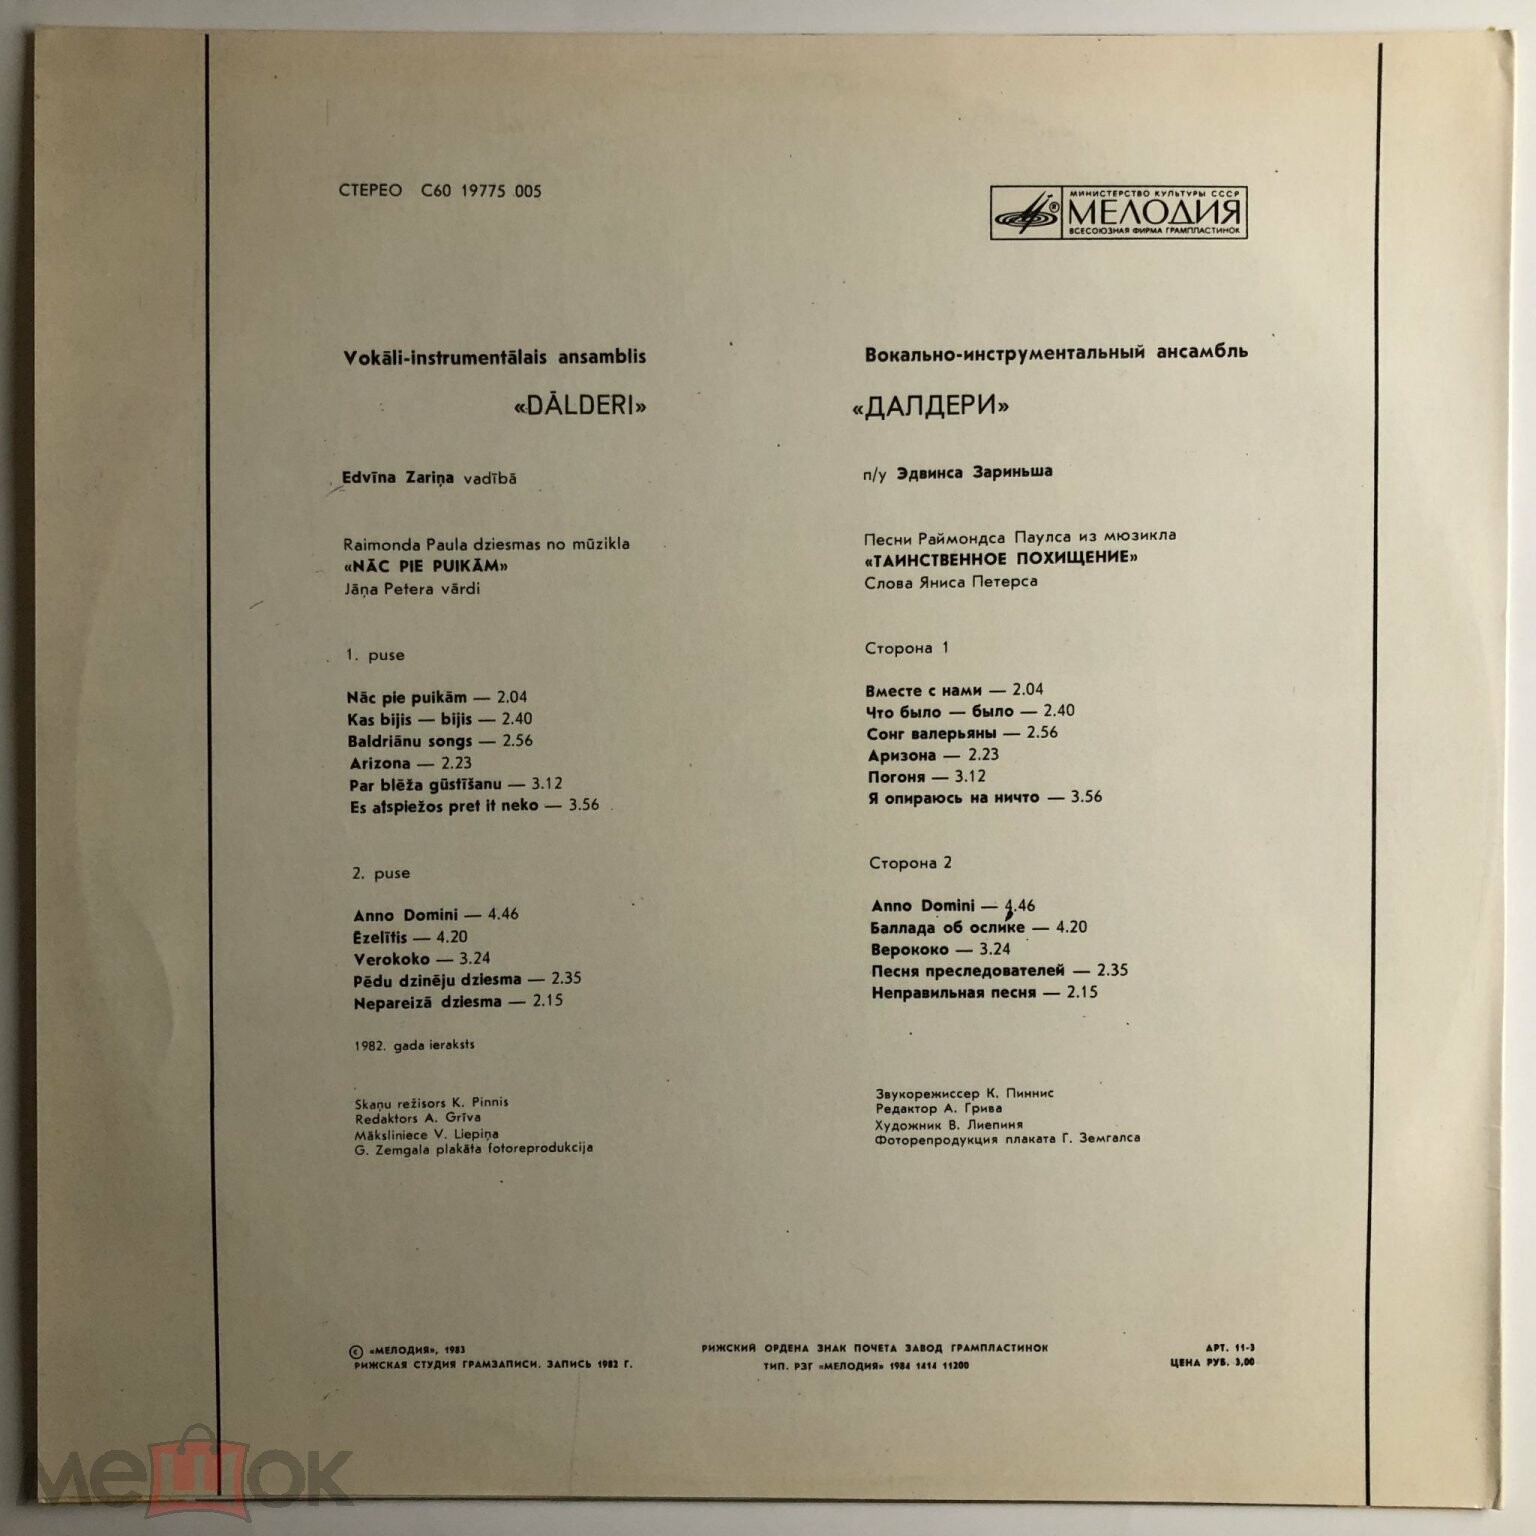 СТЕРЕО С60 19775 005
МИНИСТЕРСТВО КУЛЬТУРЫ СССР
МЕЛОДИЯ
ВСЕСОЮЗНАЯ ФИРМА ГРАМПЛАСТИНОК
Vokāli-instrumentālais ansamblis
«DĀLDERI»
Edvīna Zariņa vadībā
Raimonda Paula dziesmas no mūzikla
«NĀC PIE PUIKĀM»
Jāņa Petera vārdi
1. puse
Nāc pie puikām — 2.04
Kas bijis — bijis — 2.40
Baldriānu songs — 2.56
Arizona — 2.23
Par blēža gūstīšanu — 3.12
Es atspiežos pret it neko — 3.56
2. puse
Anno Domini — 4.46
Ēzelītis — 4.20
Verokoko — 3.24
Pēdu dzinēju dziesma — 2.35
Nepareizā dziesma — 2.15
1982. gada ieraksts
Skaņu režisors K. Pinnis
Redaktors A. Grīva
Māksliniece V. Liepiņa
G. Zemgala plakāta fotoreprodukcija
Вокально-инструментальный ансамбль
«ДАЛДЕРИ»
п/у Эдвинса Зариньша
Песни Раймондса Паулса из мюзикла
«ТАИНСТВЕННОЕ ПОХИЩЕНИЕ»
Слова Яниса Петерса
Сторона 1
Вместе с нами — 2.04
Что было — было — 2.40
Сонг валерьяны — 2.56
Аризона — 2.23
Погоня — 3.12
Я опираюсь на ничто — 3.56
Сторона 2
Anno Domini — 4.46
Баллада об ослике — 4.20
Верококо — 3.24
Песня преследователей — 2.35
Неправильная песня — 2.15
Звукорежиссер К. Пиннис
Редактор А. Грива
Художник В. Лиепиня
Фоторепродукция плаката Г. Земгалса
© «МЕЛОДИЯ», 1983
РИЖСКАЯ СТУДИЯ ГРАМЗАПИСИ. ЗАПИСЬ 1982 Г.
РИЖСКИЙ ОРДЕНА ЗНАК ПОЧЕТА ЗАВОД ГРАМПЛАСТИНОК
ТИП. РЗГ «МЕЛОДИЯ» 1984 1414 11200
АРТ. 11-3
ЦЕНА РУБ. 3,00
мешок